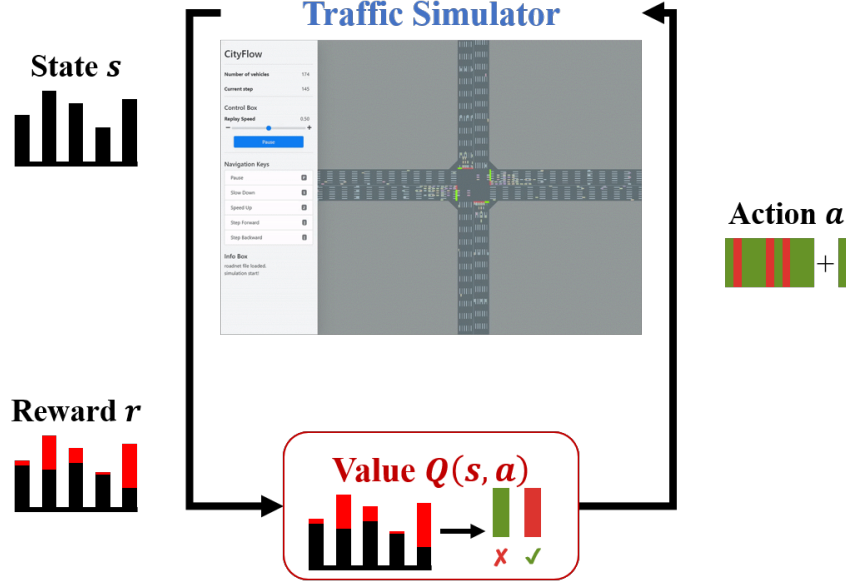 Traffic Simulator
State s
CityFlow
Number of vehicles 174
Current step 145
Control Box
Replay Speed 0.50
− +
Pause
Navigation Keys
Pause
Slow Down
Speed Up
Step Forward
Step Backward
Info Box
roadnet file loaded.
simulation start!
Action a
+
Reward r
Value Q(s, a)
✗ ✓